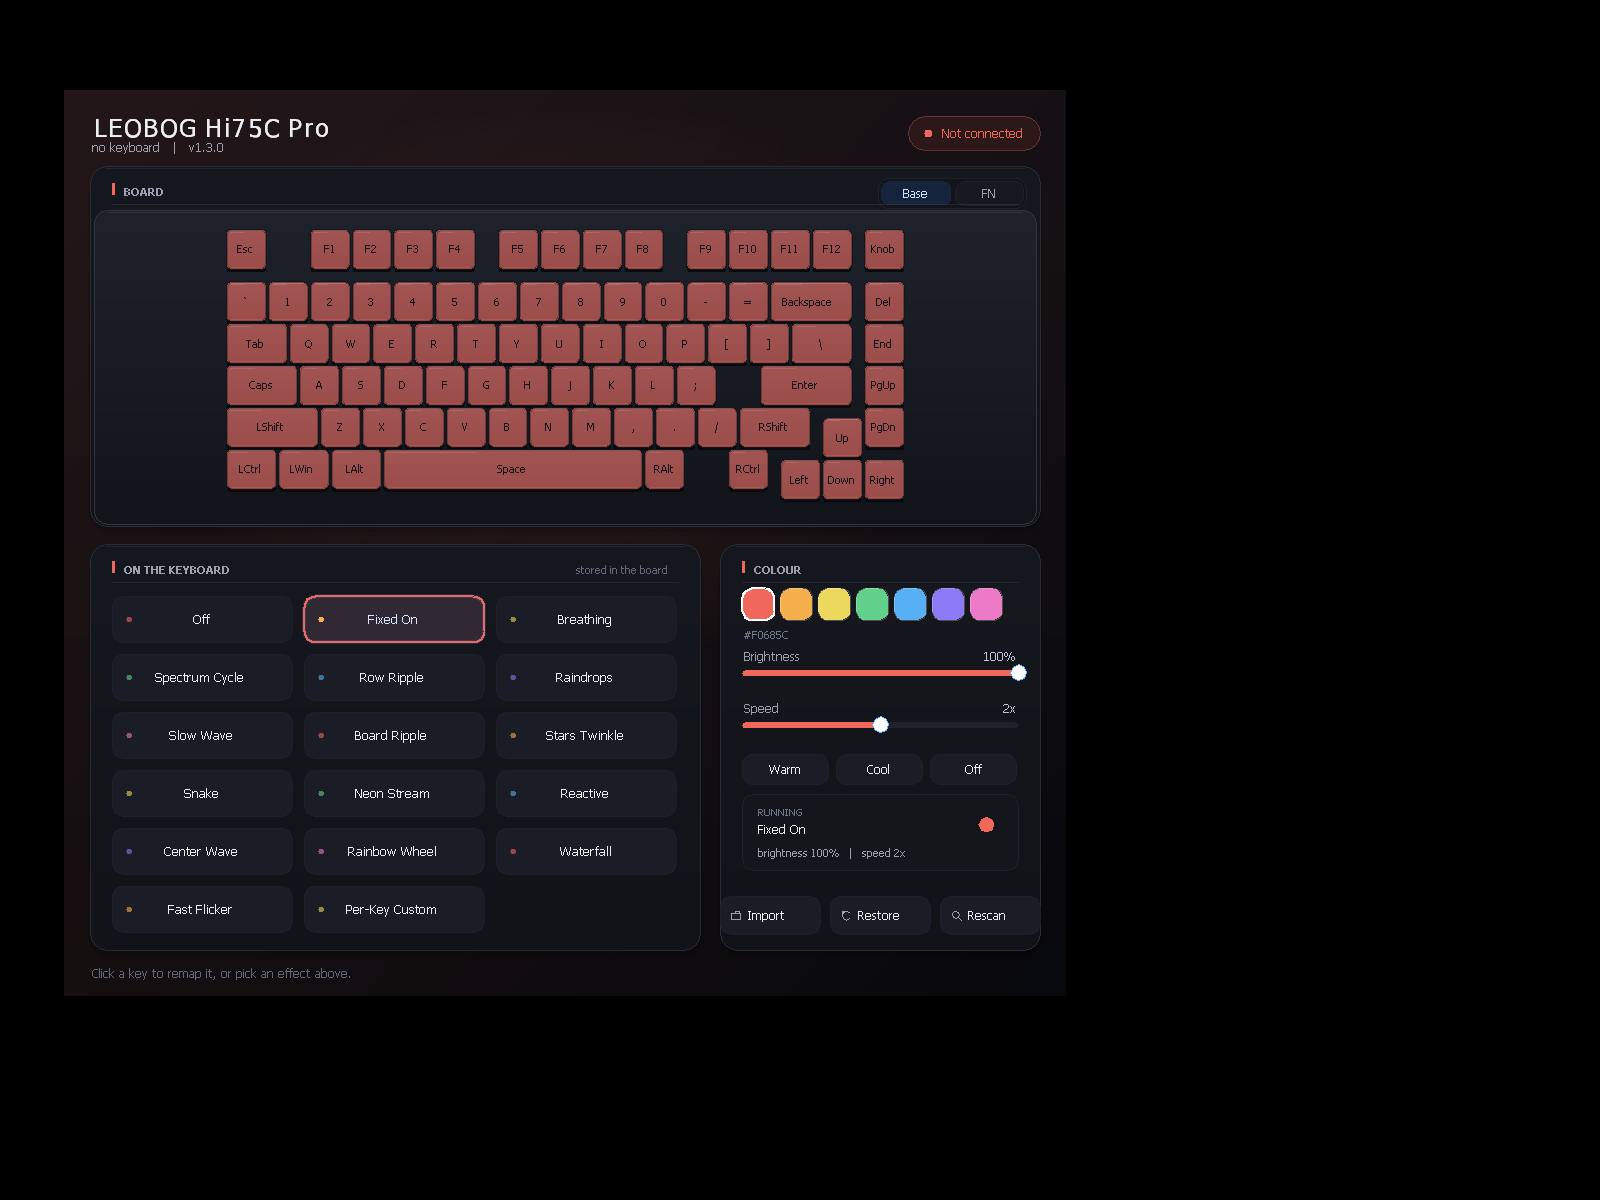 LEOBOG Hi75C Pro
no keyboard | v1.3.0
Not connected
BOARD
Base FN
Esc F1 F2 F3 F4 F5 F6 F7 F8 F9 F10 F11 F12 Knob
` 1 2 3 4 5 6 7 8 9 0 - = Backspace Del
Tab Q W E R T Y U I O P [ ] \ End
Caps A S D F G H J K L ; Enter PgUp
LShift Z X C V B N M , . / RShift Up PgDn
LCtrl LWin LAlt Space RAlt RCtrl Left Down Right
ON THE KEYBOARD stored in the board
Off Fixed On Breathing
Spectrum Cycle Row Ripple Raindrops
Slow Wave Board Ripple Stars Twinkle
Snake Neon Stream Reactive
Center Wave Rainbow Wheel Waterfall
Fast Flicker Per-Key Custom
COLOUR
#F0685C
Brightness 100%
Speed 2x
Warm Cool Off
RUNNING
Fixed On
brightness 100% | speed 2x
Import Restore Rescan
Click a key to remap it, or pick an effect above.